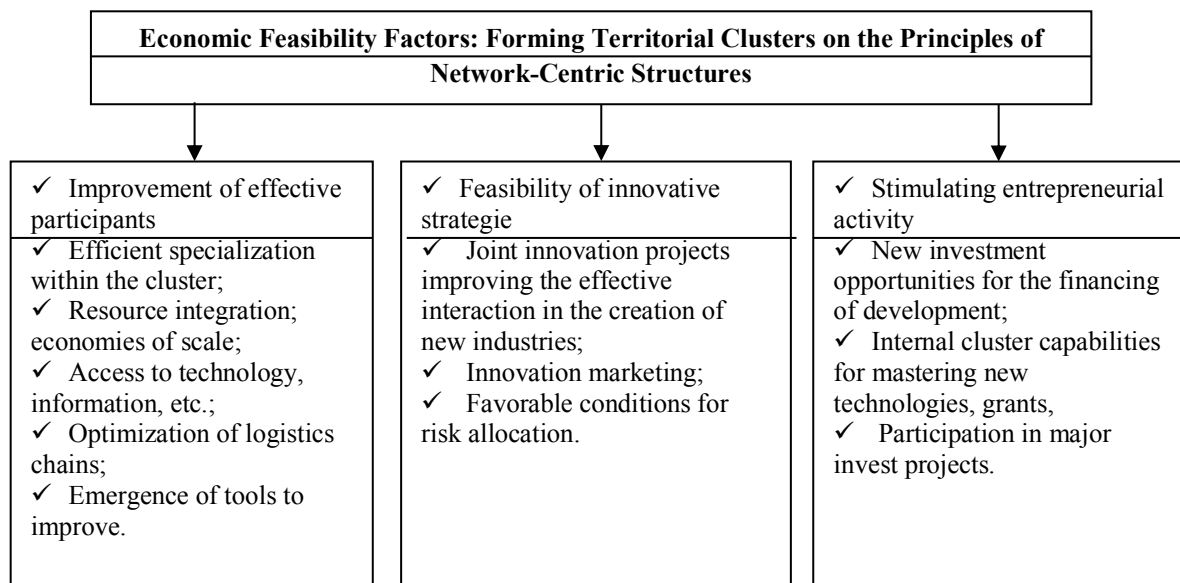 Economic Feasibility Factors: Forming Territorial Clusters on the Principles of
Network-Centric Structures
✓ Improvement of effective
participants
✓ Efficient specialization
within the cluster;
✓ Resource integration;
economies of scale;
✓ Access to technology,
information, etc.;
✓ Optimization of logistics
chains;
✓ Emergence of tools to
improve.
✓ Feasibility of innovative
strategie
✓ Joint innovation projects
improving the effective
interaction in the creation of
new industries;
✓ Innovation marketing;
✓ Favorable conditions for
risk allocation.
✓ Stimulating entrepreneurial
activity
✓ New investment
opportunities for the financing
of development;
✓ Internal cluster capabilities
for mastering new
technologies, grants,
✓ Participation in major
invest projects.